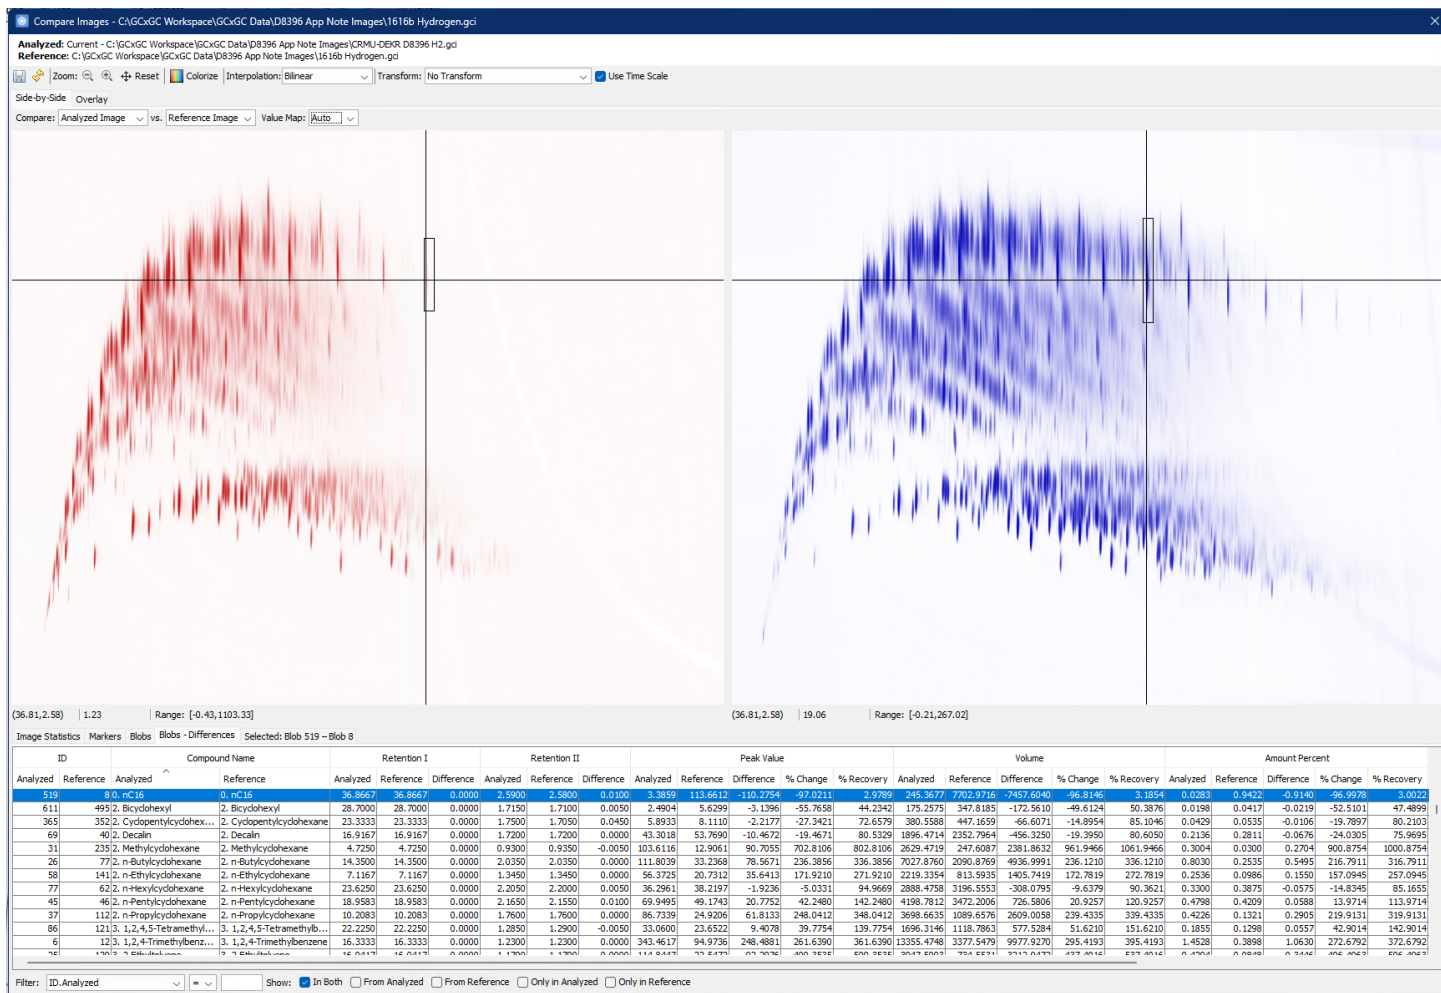 Compare Images - C:\GCxGC Workspace\GCxGC Data\D8396 App Note Images\1616b Hydrogen.gci
Analyzed: Current - C:\GCxGC Workspace\GCxGC Data\D8396 App Note Images\CRMU-DEKR D8396 H2.gci
Reference: C:\GCxGC Workspace\GCxGC Data\D8396 App Note Images\1616b Hydrogen.gci
Zoom: Reset Colorize Interpolation: Bilinear Transform: No Transform Use Time Scale
Side-by-Side Overlay
Compare: Analyzed Image vs. Reference Image Value Map: Auto
(36.81,2.58) 1.23 Range: [-0.43,1103.33] (36.81,2.58) 19.06 Range: [-0.21,267.02]
Image Statistics Markers Blobs Blobs - Differences Selected: Blob 519 – Blob 8
ID Compound Name Retention I Retention II Peak Value Volume Amount Percent
Analyzed Reference Analyzed Reference Analyzed Reference Difference Analyzed Reference Difference Analyzed Reference Difference % Change % Recovery Analyzed Reference Difference % Change % Recovery Analyzed Reference Difference % Change % Recovery
519 8 0. nC16 0. nC16 36.8667 36.8667 0.0000 2.5900 2.5800 0.0100 3.3859 113.6612 -110.2754 -97.0211 2.9789 245.3677 7702.9716 -7457.6040 -96.8146 3.1854 0.0283 0.9422 -0.9140 -96.9978 3.0022
611 495 2. Bicyclohexyl 2. Bicyclohexyl 28.7000 28.7000 0.0000 1.7150 1.7100 0.0050 2.4904 5.6299 -3.1396 -55.7658 44.2342 175.2575 347.8185 -172.5610 -49.6124 50.3876 0.0198 0.0417 -0.0219 -52.5101 47.4899
365 352 2. Cyclopentylcyclohex... 2. Cyclopentylcyclohexane 23.3333 23.3333 0.0000 1.7500 1.7050 0.0450 5.8933 8.1110 -2.2177 -27.3421 72.6579 380.5588 447.1659 -66.6071 -14.8954 85.1046 0.0429 0.0535 -0.0106 -19.7897 80.2103
69 40 2. Decalin 2. Decalin 16.9167 16.9167 0.0000 1.7200 1.7200 0.0000 43.3018 53.7690 -10.4672 -19.4671 80.5329 1896.4714 2352.7964 -456.3250 -19.3950 80.6050 0.2136 0.2811 -0.0676 -24.0305 75.9695
31 235 2. Methylcyclohexane 2. Methylcyclohexane 4.7250 4.7250 0.0000 0.9300 0.9350 -0.0050 103.6116 12.9061 90.7055 702.8106 802.8106 2629.4719 247.6087 2381.8632 961.9466 1061.9466 0.3004 0.0300 0.2704 900.8754 1000.8754
26 77 2. n-Butylcyclohexane 2. n-Butylcyclohexane 14.3500 14.3500 0.0000 2.0350 2.0350 0.0000 111.8039 33.2368 78.5671 236.3856 336.3856 7027.8760 2090.8769 4936.9991 236.1210 336.1210 0.8030 0.2535 0.5495 216.7911 316.7911
58 141 2. n-Ethylcyclohexane 2. n-Ethylcyclohexane 7.1167 7.1167 0.0000 1.3450 1.3450 0.0000 56.3725 20.7312 35.6413 171.9210 271.9210 2219.3354 813.5935 1405.7419 172.7819 272.7819 0.2536 0.0986 0.1550 157.0945 257.0945
77 62 2. n-Hexylcyclohexane 2. n-Hexylcyclohexane 23.6250 23.6250 0.0000 2.2050 2.2000 0.0050 36.2961 38.2197 -1.9236 -5.0331 94.9669 2888.4758 3196.5553 -308.0795 -9.6379 90.3621 0.3300 0.3875 -0.0575 -14.8345 85.1655
45 46 2. n-Pentylcyclohexane 2. n-Pentylcyclohexane 18.9583 18.9583 0.0000 2.1650 2.1550 0.0100 69.9495 49.1743 20.7752 42.2480 142.2480 4198.7812 3472.2006 726.5806 20.9257 120.9257 0.4798 0.4209 0.0588 13.9714 113.9714
37 112 2. n-Propylcyclohexane 2. n-Propylcyclohexane 10.2083 10.2083 0.0000 1.7600 1.7600 0.0000 86.7339 24.9206 61.8133 248.0412 348.0412 3698.6635 1089.6576 2609.0058 239.4335 339.4335 0.4226 0.1321 0.2905 219.9131 319.9131
86 121 3. 1,2,4,5-Tetramethyl... 3. 1,2,4,5-Tetramethylb... 22.2250 22.2250 0.0000 1.2850 1.2900 -0.0050 33.0600 23.6522 9.4078 39.7754 139.7754 1696.3146 1118.7863 577.5284 51.6210 151.6210 0.1855 0.1298 0.0557 42.9014 142.9014
6 12 3. 1,2,4-Trimethylbenz... 3. 1,2,4-Trimethylbenzene 16.3333 16.3333 0.0000 1.2300 1.2300 0.0000 343.4617 94.9736 248.4881 261.6390 361.6390 13355.4748 3377.5479 9977.9270 295.4193 395.4193 1.4528 0.3898 1.0630 272.6792 372.6792
Filter: ID.Analyzed = Show: In Both From Analyzed From Reference Only in Analyzed Only in Reference